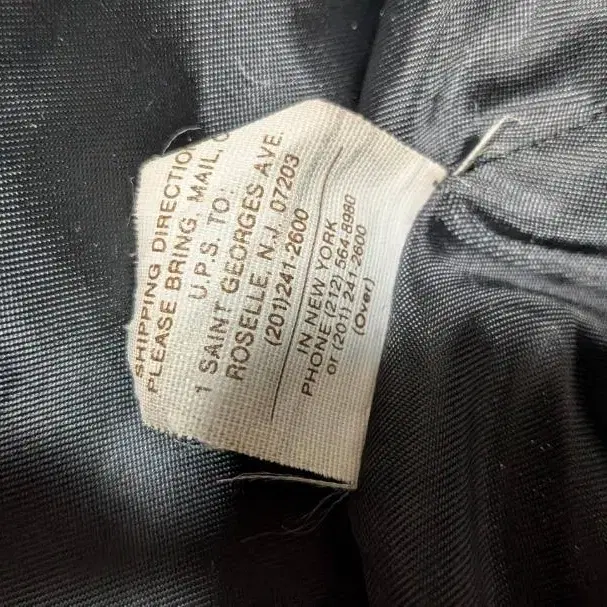 SHIPPING DIRECTIO
PLEASE BRING, MAIL, O
U.P.S. TO:
1 SAINT GEORGES AVE.
ROSELLE, N.J. 07203
(201) 241-2600
IN NEW YORK
PHONE (212) 564-8980
or (201) 241-2600
(Over)